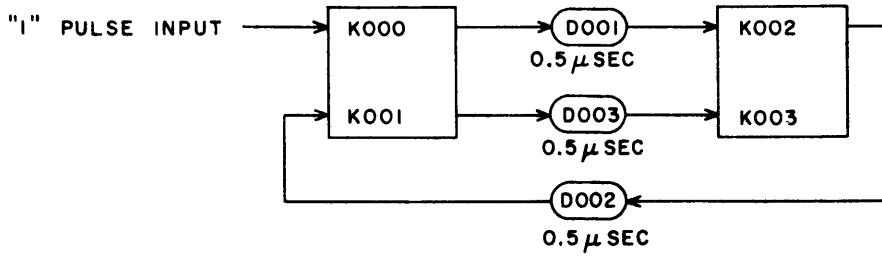 "1" PULSE INPUT
K000
D001
K002
0.5 μ SEC
K001
D003
K003
0.5 μ SEC
D002
0.5 μ SEC